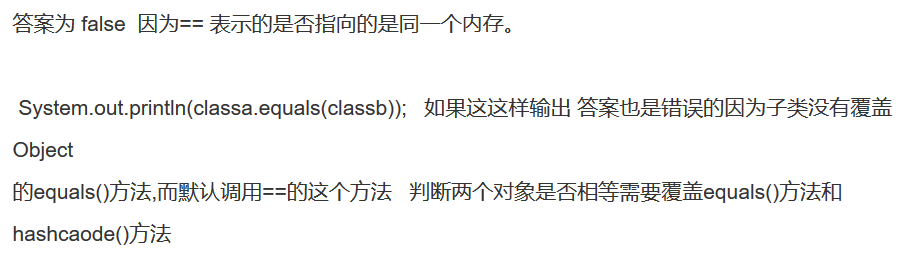 答案为 false  因为== 表示的是否指向的是同一个内存。
System.out.println(classa.equals(classb));   如果这这样输出 答案也是错误的因为子类没有覆盖
Object
的equals()方法,而默认调用==的这个方法   判断两个对象是否相等需要覆盖equals()方法和
hashcaode()方法